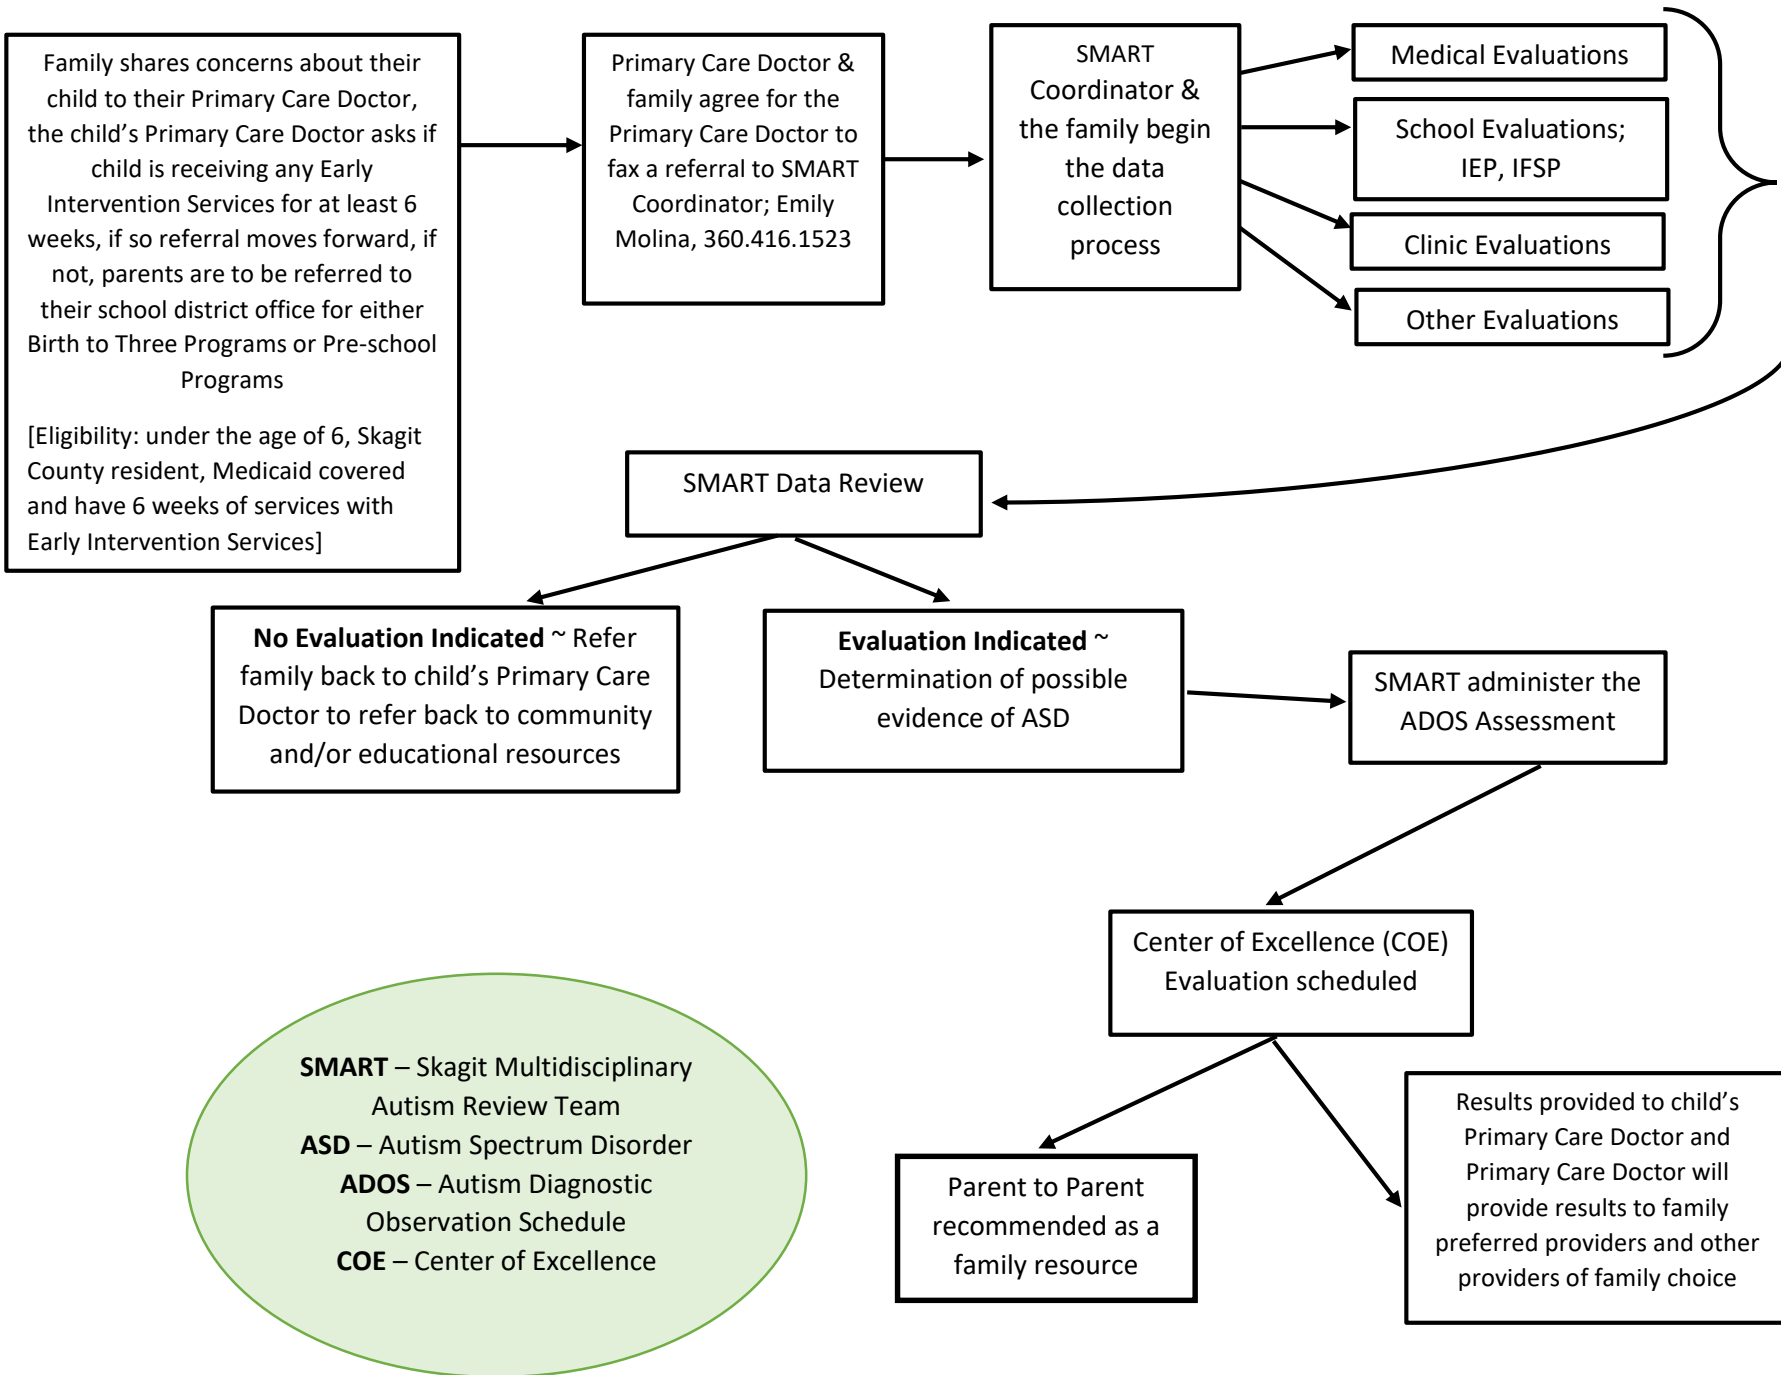 Family shares concerns about their
child to their Primary Care Doctor,
the child’s Primary Care Doctor asks if
child is receiving any Early
Intervention Services for at least 6
weeks, if so referral moves forward, if
not, parents are to be referred to
their school district office for either
Birth to Three Programs or Pre-school
Programs
[Eligibility: under the age of 6, Skagit
County resident, Medicaid covered
and have 6 weeks of services with
Early Intervention Services]
Primary Care Doctor &
family agree for the
Primary Care Doctor to
fax a referral to SMART
Coordinator; Emily
Molina, 360.416.1523
SMART
Coordinator &
the family begin
the data
collection
process
Medical Evaluations
School Evaluations;
IEP, IFSP
Clinic Evaluations
Other Evaluations
SMART Data Review
No Evaluation Indicated ~ Refer
family back to child’s Primary Care
Doctor to refer back to community
and/or educational resources
Evaluation Indicated ~
Determination of possible
evidence of ASD
SMART administer the
ADOS Assessment
Center of Excellence (COE)
Evaluation scheduled
Parent to Parent
recommended as a
family resource
Results provided to child’s
Primary Care Doctor and
Primary Care Doctor will
provide results to family
preferred providers and other
providers of family choice
SMART – Skagit Multidisciplinary
Autism Review Team
ASD – Autism Spectrum Disorder
ADOS – Autism Diagnostic
Observation Schedule
COE – Center of Excellence